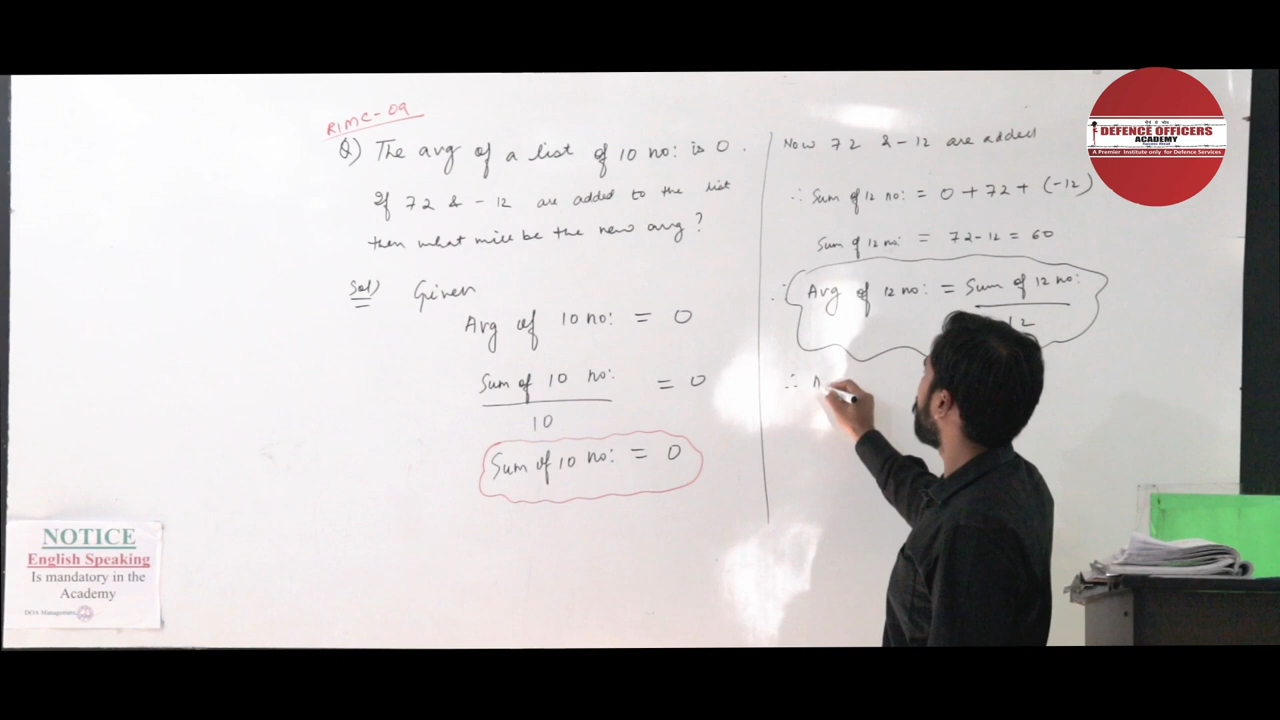 RIMC-09
Q) The avg of a list of 10 no: is 0.
If 72 & -12 are added to the list
then what will be the new avg?
Sol)
Given
Avg of 10 no: = 0
Sum of 10 no: = 0
10
Sum of 10 no: = 0
Now 72 & -12 are added
∴ Sum of 12 no: = 0 + 72 + (-12)
Sum of 12 no: = 72-12 = 60
∴ Avg of 12 no: = Sum of 12 no:
12
∴
DEFENCE OFFICERS
ACADEMY
Success Ahead
A Premier Institute only for Defence Services
NOTICE
English Speaking
Is mandatory in the
Academy
DOA Management